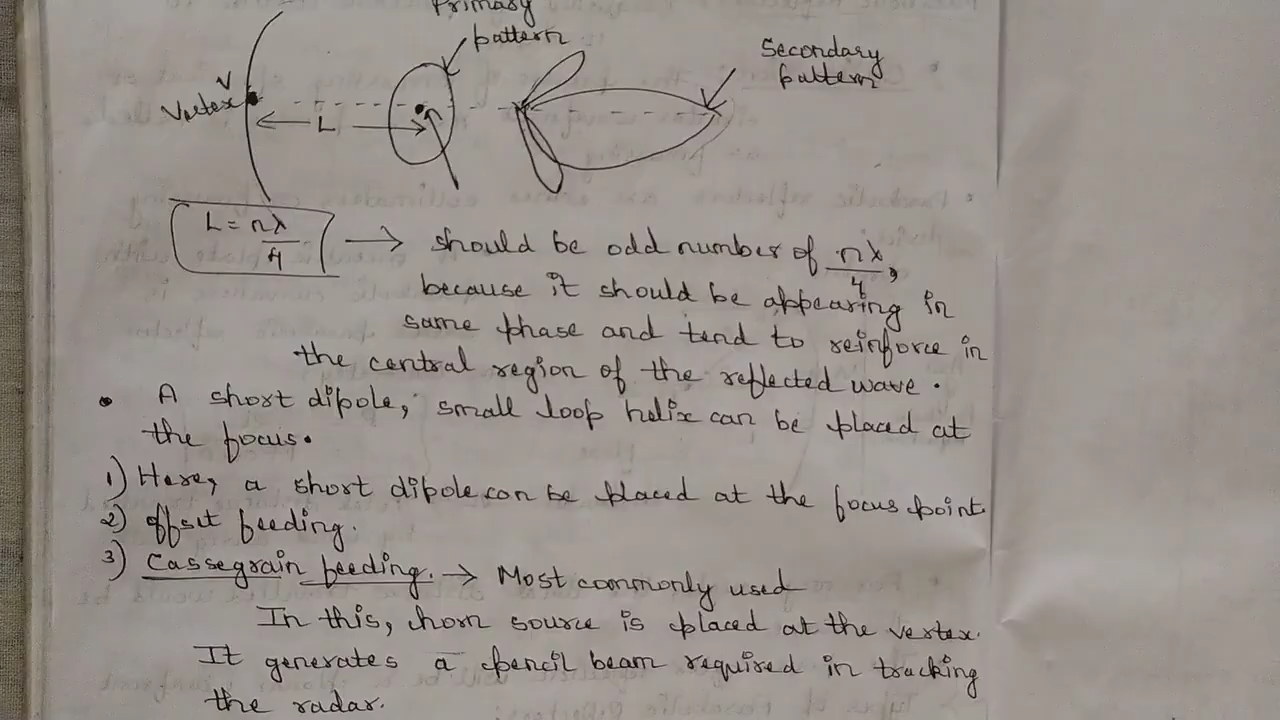 Primary
pattern
Secondary
pattern
V
Vertex
L
L = nλ/4 → should be odd number of nλ/4,
because it should be appearing in
same phase and tend to reinforce in
the central region of the reflected wave.
• A short dipole, small loop helix can be placed at
the focus.
1) Here, a short dipole can be placed at the focus point.
2) offset feeding.
3) Cassegrain feeding. → Most commonly used
In this, horn source is placed at the vertex.
It generates a pencil beam required in tracking
the radar.